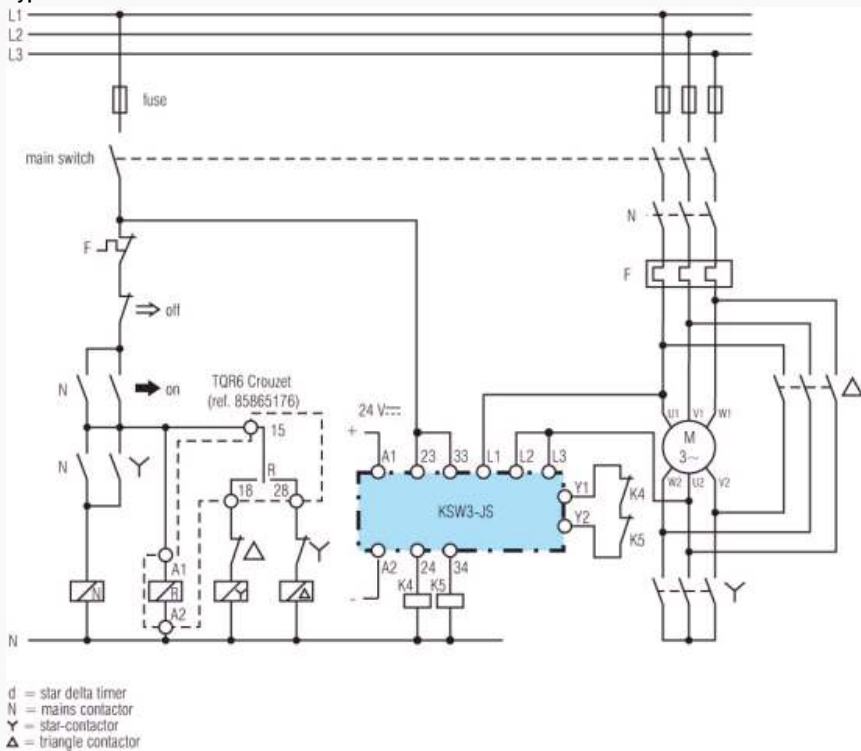 L1
L2
L3
fuse
main switch
N
F
F
off
N
on
TQR6 Crouzet
(ref. 85865176)
15
24 V
+
A1 23 33 L1 L2 L3
U1 V1 W1
M
3~
W2 U2 V2
N
R
18 28
KSW3-JS
Y1
K4
Y2
K5
A1
A2 24 34
K4 K5
-
N
R
Y
Δ
A2
N
d = star delta timer
N = mains contactor
Y = star-contactor
Δ = triangle contactor